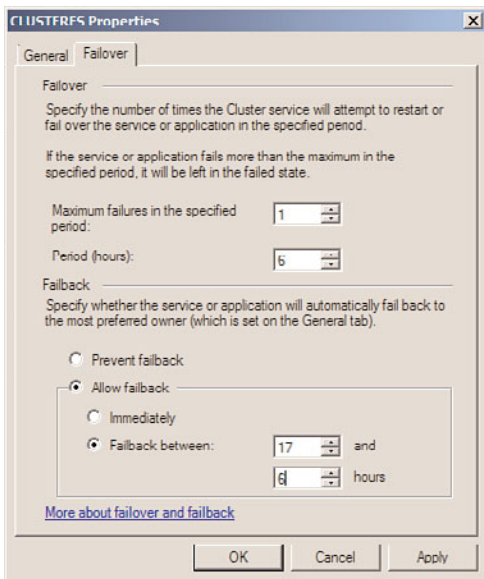 CLUSTERES Properties
General
Failover
Failover
Specify the number of times the Cluster service will attempt to restart or
fail over the service or application in the specified period.
If the service or application fails more than the maximum in the
specified period, it will be left in the failed state.
Maximum failures in the specified
period:
1
Period (hours):
6
Failback
Specify whether the service or application will automatically fail back to
the most preferred owner (which is set on the General tab).
Prevent failback
Allow failback
Immediately
Failback between:
17
and
6
hours
More about failover and failback
OK
Cancel
Apply